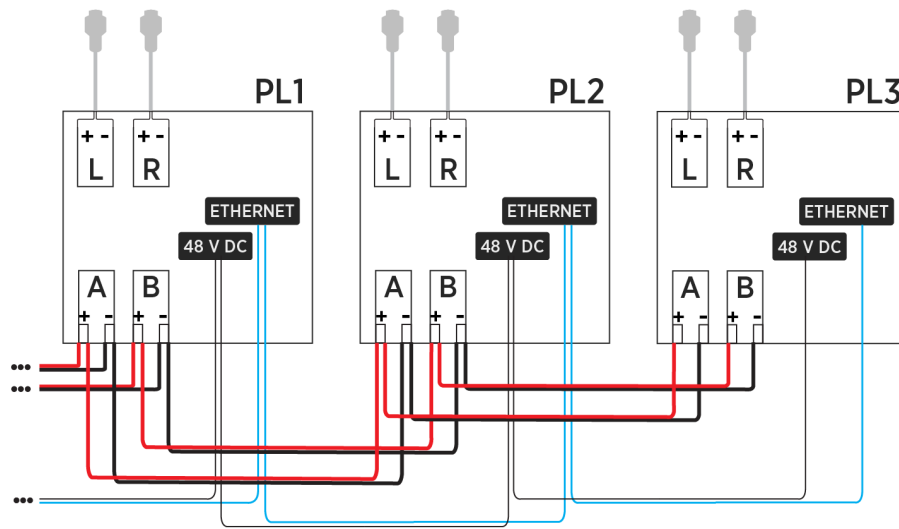 PL1 PL2 PL3
+ - + - + - + - + - + -
L R L R L R
ETHERNET ETHERNET ETHERNET
48 V DC 48 V DC 48 V DC
A B A B A B
+ - + - + - + - + - + -
•••
•••
•••